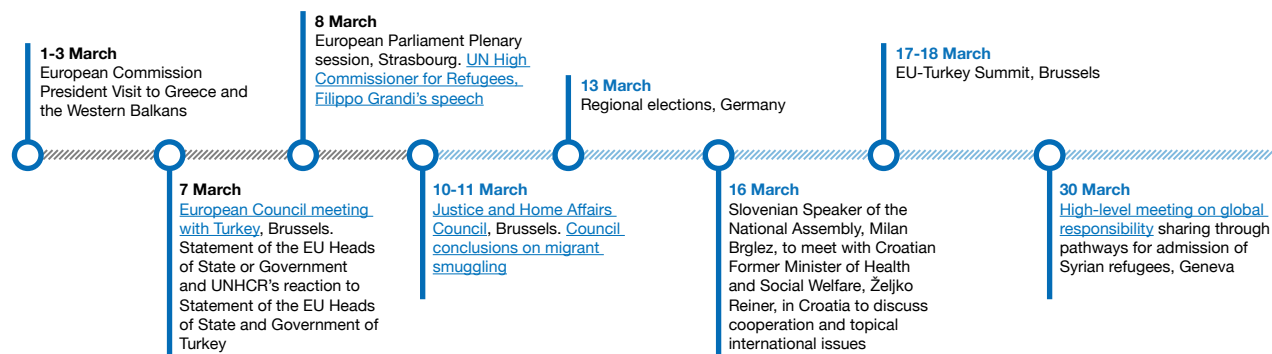 1-3 March
European Commission
President Visit to Greece and
the Western Balkans
7 March
European Council meeting
with Turkey, Brussels.
Statement of the EU Heads
of State or Government
and UNHCR's reaction to
Statement of the EU Heads
of State and Government of
Turkey
8 March
European Parliament Plenary
session, Strasbourg. UN High
Commissioner for Refugees,
Filippo Grandi's speech
10-11 March
Justice and Home Affairs
Council, Brussels. Council
conclusions on migrant
smuggling
13 March
Regional elections, Germany
16 March
Slovenian Speaker of the
National Assembly, Milan
Brglez, to meet with Croatian
Former Minister of Health
and Social Welfare, Željko
Reiner, in Croatia to discuss
cooperation and topical
international issues
17-18 March
EU-Turkey Summit, Brussels
30 March
High-level meeting on global
responsibility sharing through
pathways for admission of
Syrian refugees, Geneva